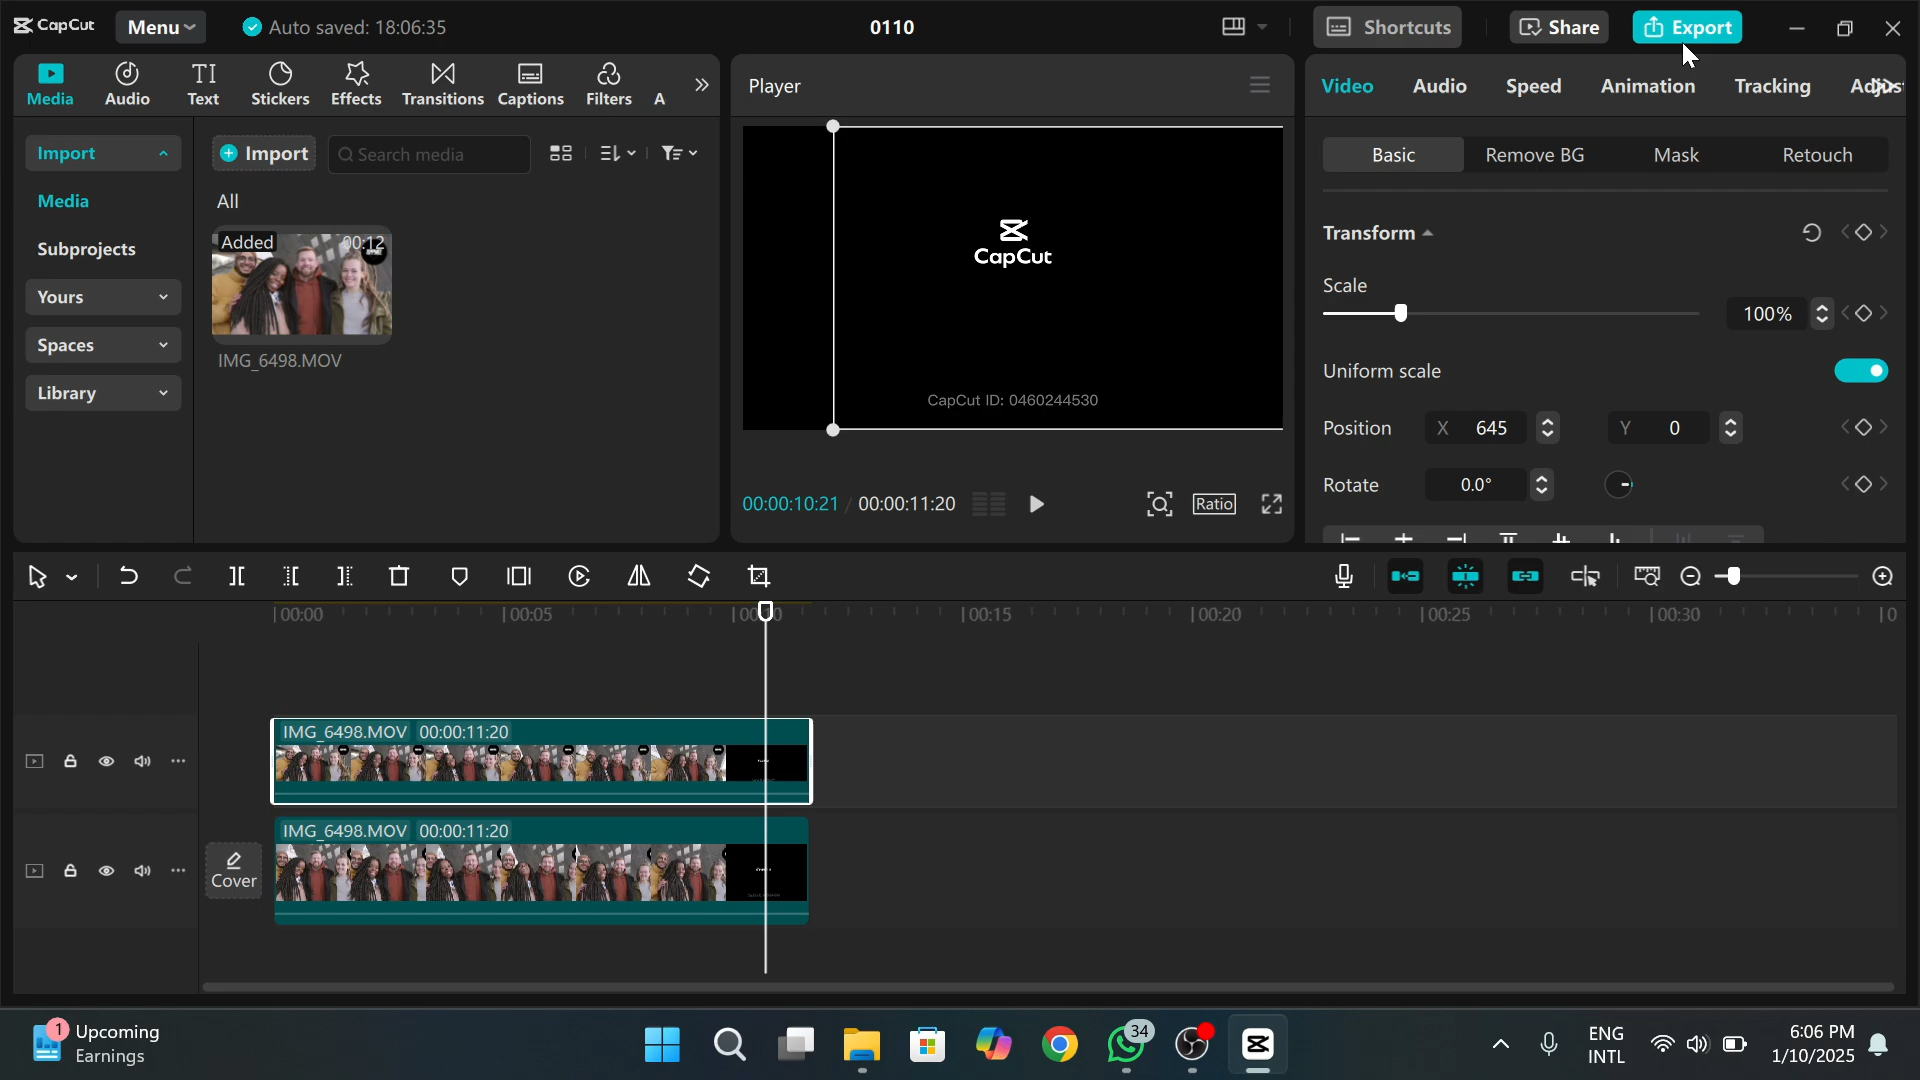 CapCut Menu Auto saved: 18:06:35 0110 Shortcuts Share Export
Media Audio Text Stickers Effects Transitions Captions Filters A
Player
Video Audio Speed Animation Tracking Adjust
Import
Media
Subprojects
Yours
Spaces
Library
Import Search media
All
Added 00:12
IMG_6498.MOV
CapCut
CapCut ID: 0460244530
00:00:10:21 / 00:00:11:20 Ratio
Basic Remove BG Mask Retouch
Transform
Scale
100%
Uniform scale
Position X 645 Y 0
Rotate 0.0°
00:00 00:05 00:10 00:15 00:20 00:25 00:30 0
IMG_6498.MOV 00:00:11:20
IMG_6498.MOV 00:00:11:20
Cover
1 Upcoming
Earnings
34
ENG
INTL
6:06 PM
1/10/2025